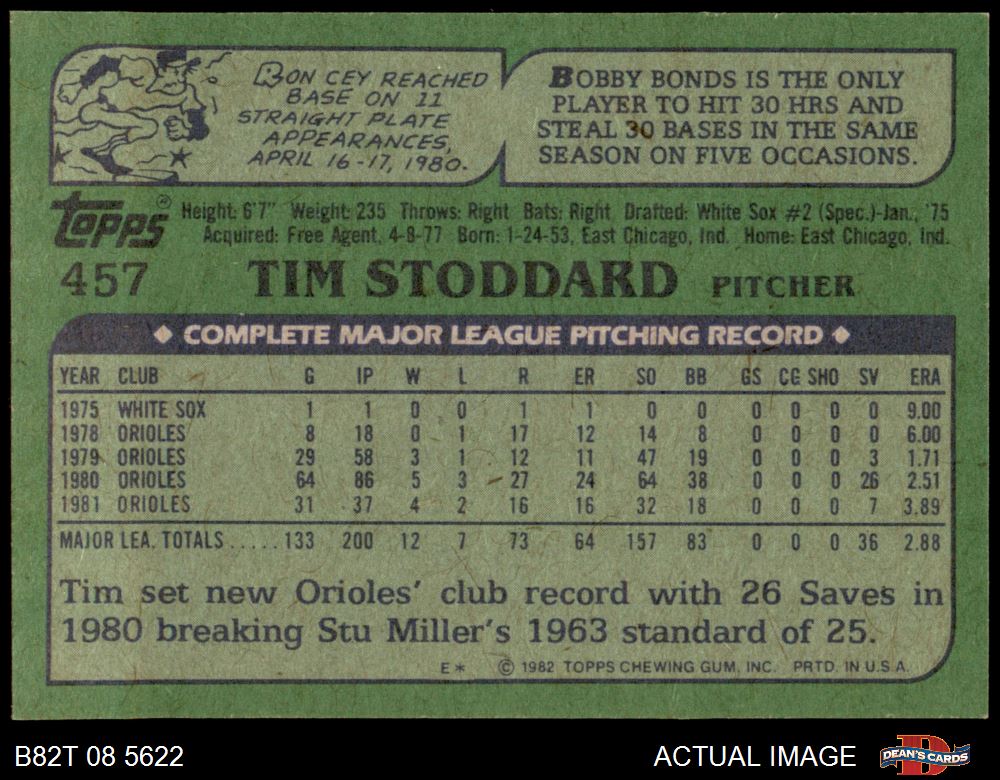 RON CEY REACHED
BASE ON 11
STRAIGHT PLATE
APPEARANCES,
APRIL 16-17, 1980.
BOBBY BONDS IS THE ONLY
PLAYER TO HIT 30 HRS AND
STEAL 30 BASES IN THE SAME
SEASON ON FIVE OCCASIONS.
topps®
Height: 6'7" Weight: 235 Throws: Right Bats: Right Drafted: White Sox #2 (Spec.)-Jan., '75
Acquired: Free Agent, 4-8-77 Born: 1-24-53, East Chicago, Ind. Home: East Chicago, Ind.
457 TIM STODDARD PITCHER
◆ COMPLETE MAJOR LEAGUE PITCHING RECORD ◆
YEAR CLUB G IP W L R ER SO BB GS CG SHO SV ERA
1975 WHITE SOX 1 1 0 0 1 1 0 0 0 0 0 0 9.00
1978 ORIOLES 8 18 0 1 17 12 14 8 0 0 0 0 6.00
1979 ORIOLES 29 58 3 1 12 11 47 19 0 0 0 3 1.71
1980 ORIOLES 64 86 5 3 27 24 64 38 0 0 0 26 2.51
1981 ORIOLES 31 37 4 2 16 16 32 18 0 0 0 7 3.89
MAJOR LEA. TOTALS.....133 200 12 7 73 64 157 83 0 0 0 36 2.88
Tim set new Orioles' club record with 26 Saves in
1980 breaking Stu Miller's 1963 standard of 25.
E* © 1982 TOPPS CHEWING GUM, INC. PRTD. IN U.S.A.
B82T 08 5622 ACTUAL IMAGE DEAN'S CARDS